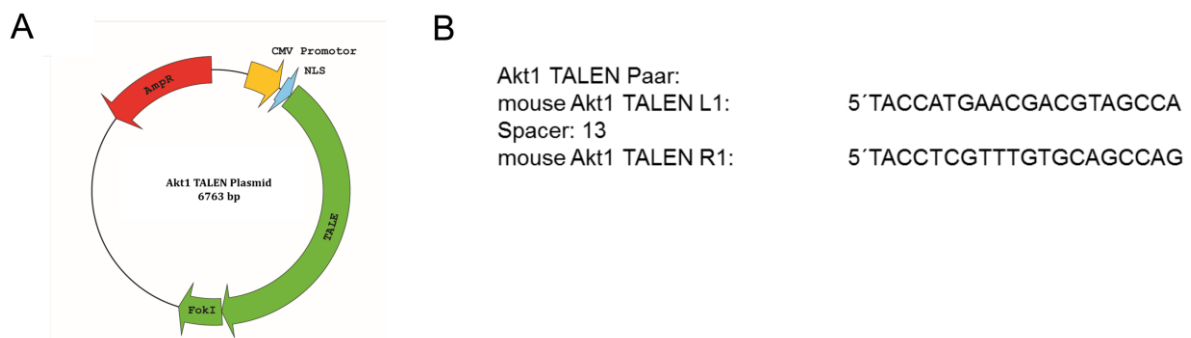 A
CMV Promotor
NLS
AmpR
Akt1 TALEN Plasmid
6763 bp
TALE
FokI
B
Akt1 TALEN Paar:
mouse Akt1 TALEN L1: 5´TACCATGAACGACGTAGCCA
Spacer: 13
mouse Akt1 TALEN R1: 5´TACCTCGTTTGTGCAGCCAG